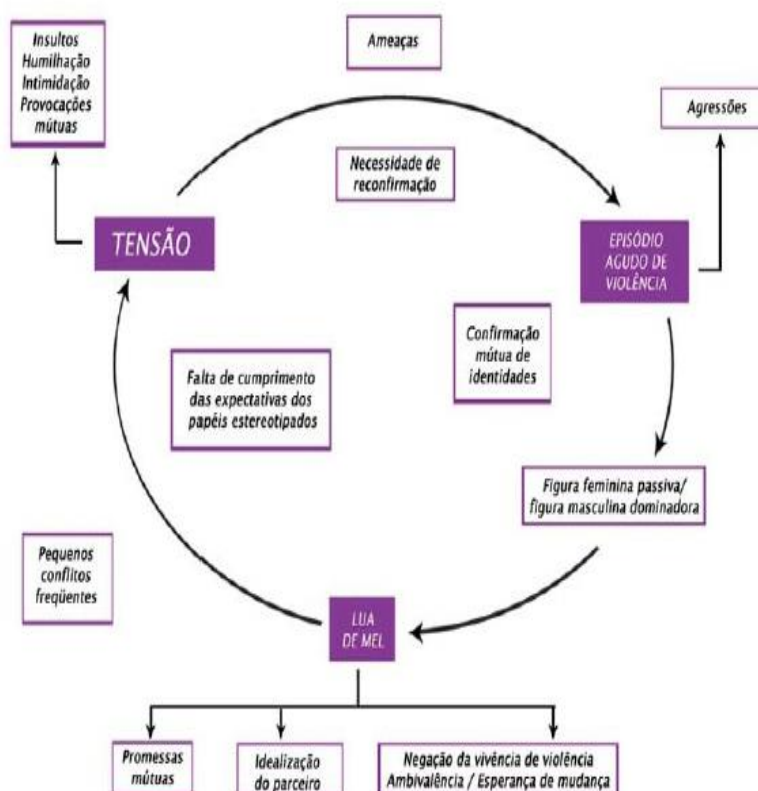 Insultos
Humilhação
Intimidação
Provocações
mútuas
Ameaças
Agressões
Necessidade de
reconfirmação
TENSÃO
EPISÓDIO
AGUDO DE
VIOLÊNCIA
Confirmação
mútua de
identidades
Falta de cumprimento
das expectativas dos
papéis estereotipados
Figura feminina passiva/
figura masculina dominadora
Pequenos
conflitos
freqüentes
LUA
DE MEL
Promessas
mútuas
Idealização
do parceiro
Negação da vivência de violência
Ambivalência / Esperança de mudança